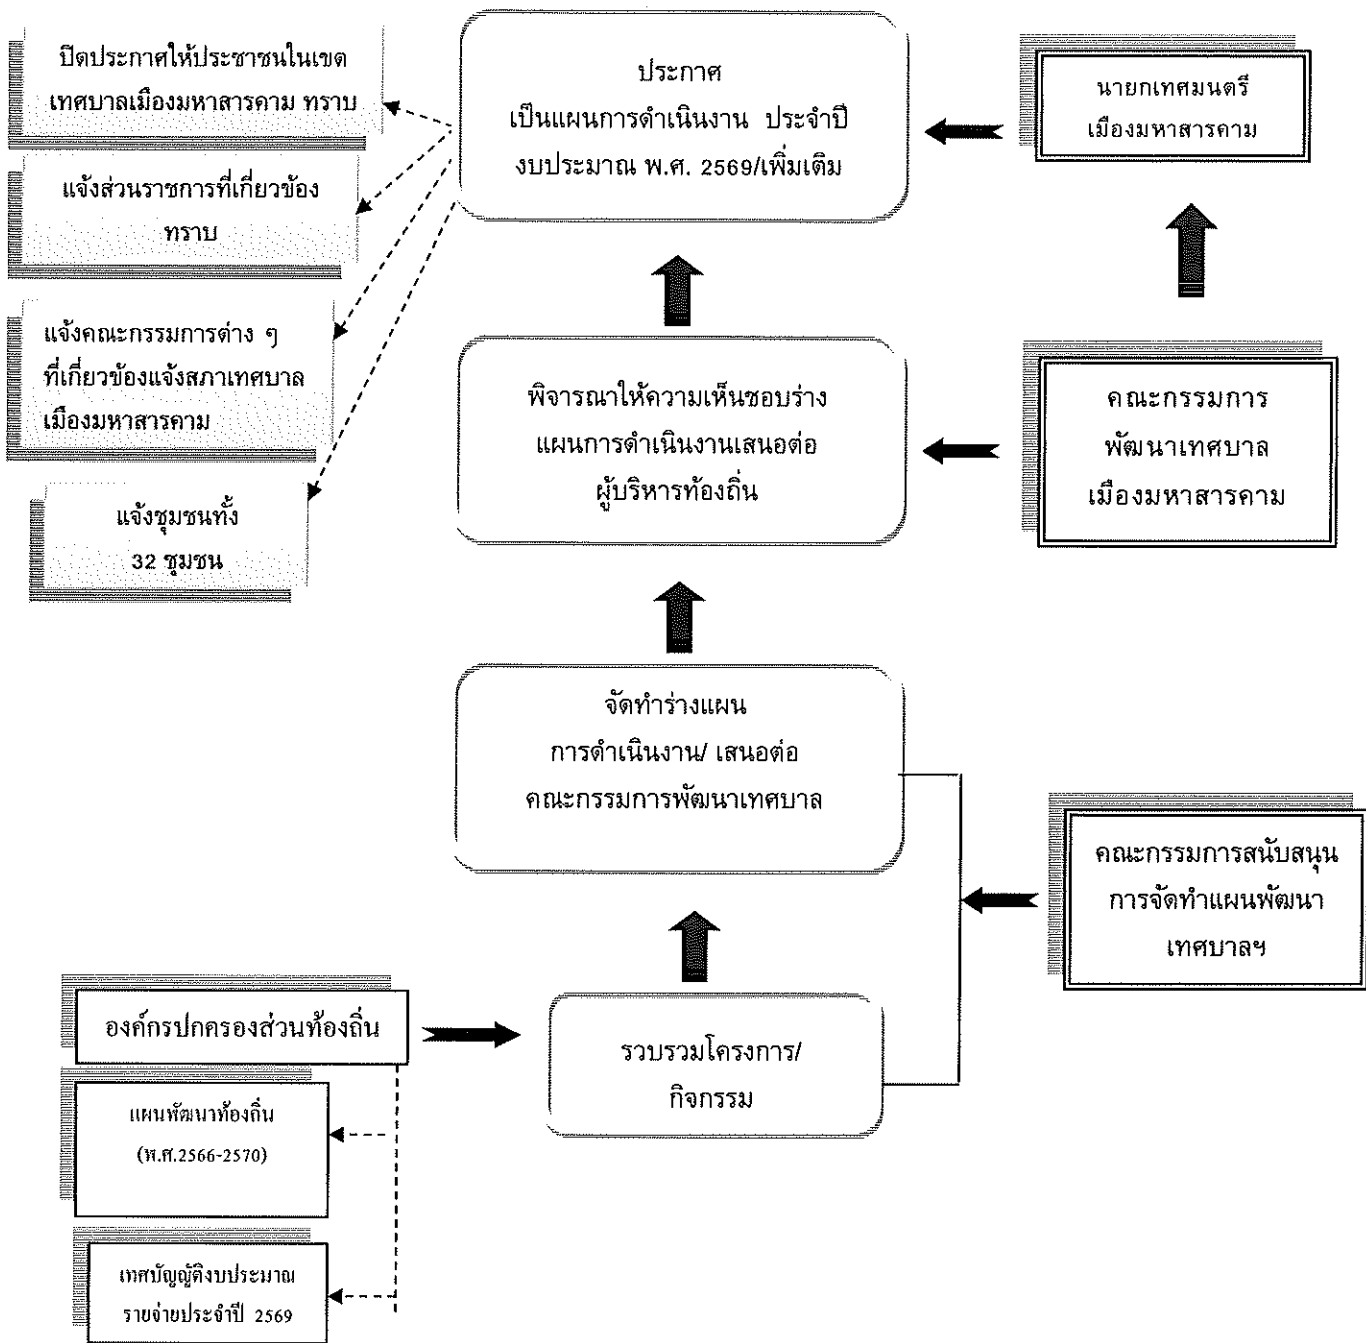 ปิดประกาศให้ประชาชนในเขต
เทศบาลเมืองมหาสารคาม ทราบ
แจ้งส่วนราชการที่เกี่ยวข้อง
ทราบ
แจ้งคณะกรรมการต่าง ๆ
ที่เกี่ยวข้องแจ้งสภาเทศบาล
เมืองมหาสารคาม
แจ้งชุมชนทั้ง
32 ชุมชน
ประกาศ
เป็นแผนการดำเนินงาน ประจำปี
งบประมาณ พ.ศ. 2569/เพิ่มเติม
นายกเทศมนตรี
เมืองมหาสารคาม
พิจารณาให้ความเห็นชอบร่าง
แผนการดำเนินงานเสนอต่อ
ผู้บริหารท้องถิ่น
คณะกรรมการ
พัฒนาเทศบาล
เมืองมหาสารคาม
จัดทำร่างแผน
การดำเนินงาน/ เสนอต่อ
คณะกรรมการพัฒนาเทศบาล
คณะกรรมการสนับสนุน
การจัดทำแผนพัฒนา
เทศบาลฯ
องค์กรปกครองส่วนท้องถิ่น
รวบรวมโครงการ/
กิจกรรม
แผนพัฒนาท้องถิ่น
(พ.ศ.2566-2570)
เทศบัญญัติงบประมาณ
รายจ่ายประจำปี 2569